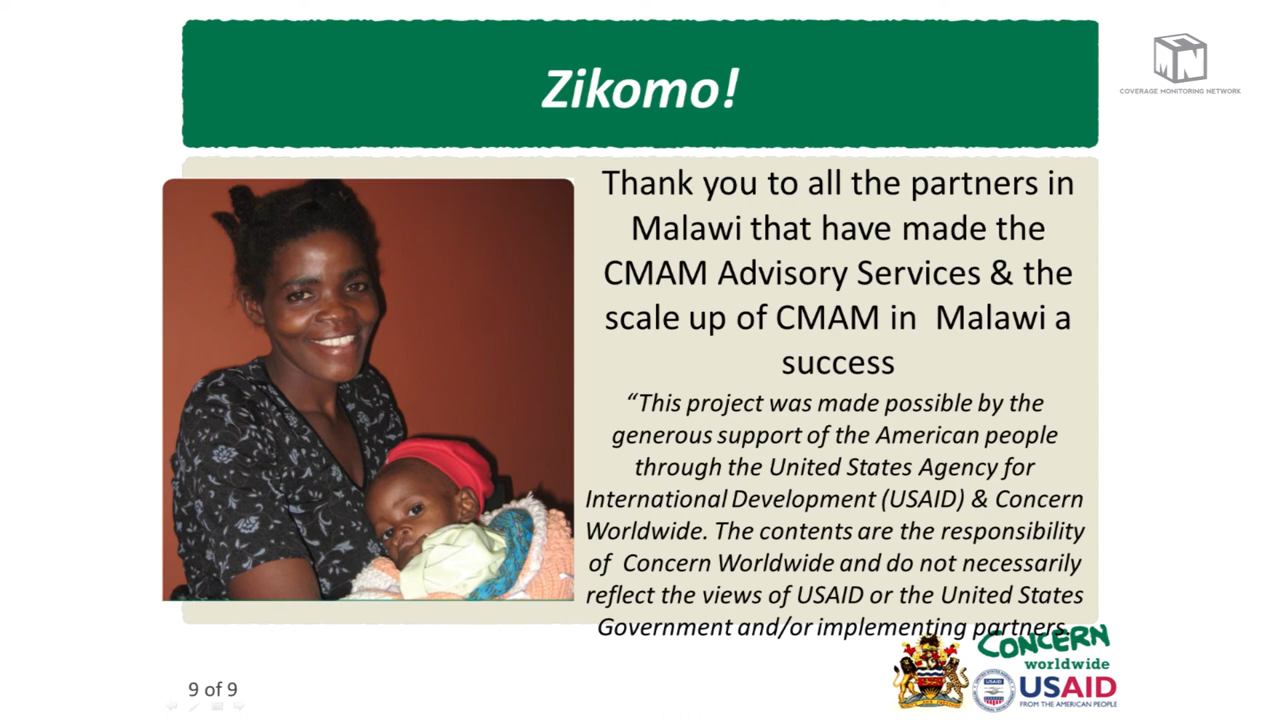 Zikomo!
COVERAGE MONITORING NETWORK
Thank you to all the partners in
Malawi that have made the
CMAM Advisory Services & the
scale up of CMAM in Malawi a
success
“This project was made possible by the
generous support of the American people
through the United States Agency for
International Development (USAID) & Concern
Worldwide. The contents are the responsibility
of Concern Worldwide and do not necessarily
reflect the views of USAID or the United States
Government and/or implementing partners.
CONCERN
worldwide
USAID
USAID
FROM THE AMERICAN PEOPLE
9 of 9